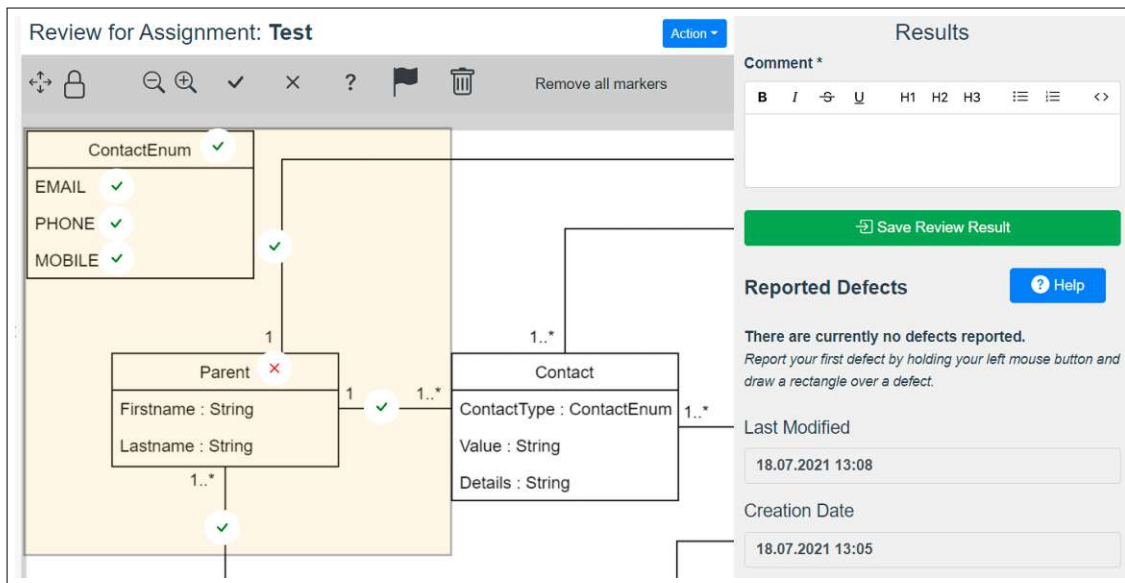 Review for Assignment: Test
Action
Remove all markers
ContactEnum
EMAIL
PHONE
MOBILE
1
1..*
Parent
Firstname : String
Lastname : String
1
1..*
1..*
Contact
ContactType : ContactEnum
Value : String
Details : String
1..*
Results
Comment *
B I S U H1 H2 H3 <>
Save Review Result
Reported Defects
? Help
There are currently no defects reported.
Report your first defect by holding your left mouse button and
draw a rectangle over a defect.
Last Modified
18.07.2021 13:08
Creation Date
18.07.2021 13:05